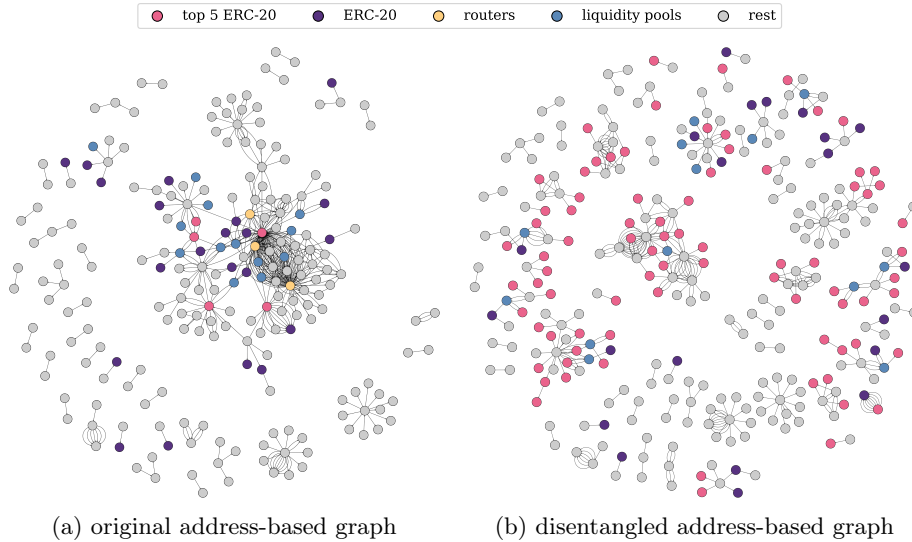 top 5 ERC-20 ERC-20 routers liquidity pools rest
(a) original address-based graph (b) disentangled address-based graph